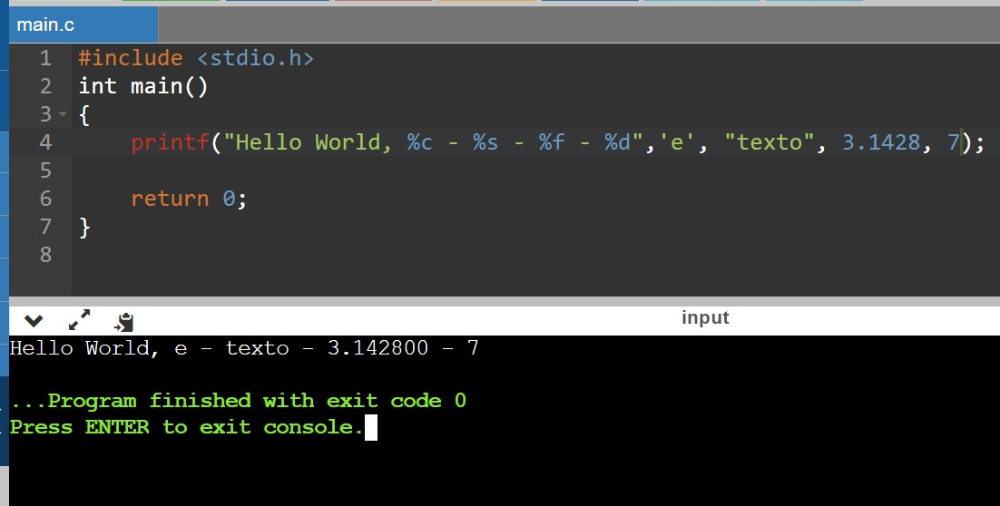 main.c
1 #include <stdio.h>
2 int main()
3 {
4 printf("Hello World, %c - %s - %f - %d",'e', "texto", 3.1428, 7);
5
6 return 0;
7 }
8
input
Hello World, e - texto - 3.142800 - 7
...Program finished with exit code 0
Press ENTER to exit console.